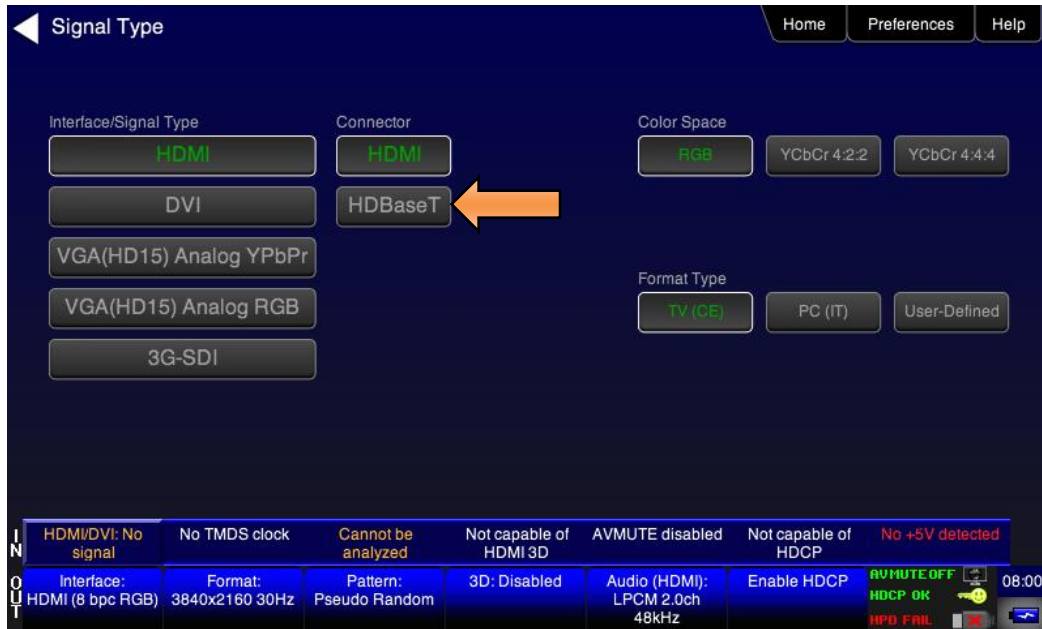 Signal Type
Home
Preferences
Help
Interface/Signal Type
Connector
Color Space
HDMI
HDMI
RGB
YCbCr 4:2:2
YCbCr 4:4:4
DVI
HDBaseT
VGA(HD15) Analog YPbPr
Format Type
VGA(HD15) Analog RGB
TV (CE)
PC (IT)
User-Defined
3G-SDI
IN
HDMI/DVI: No
signal
No TMDS clock
Cannot be
analyzed
Not capable of
HDMI 3D
AVMUTE disabled
Not capable of
HDCP
No +5V detected
OUT
Interface:
HDMI (8 bpc RGB)
Format:
3840x2160 30Hz
Pattern:
Pseudo Random
3D: Disabled
Audio (HDMI):
LPCM 2.0ch
48kHz
Enable HDCP
AVMUTE OFF
HDCP OK
HPD FAIL
08:00